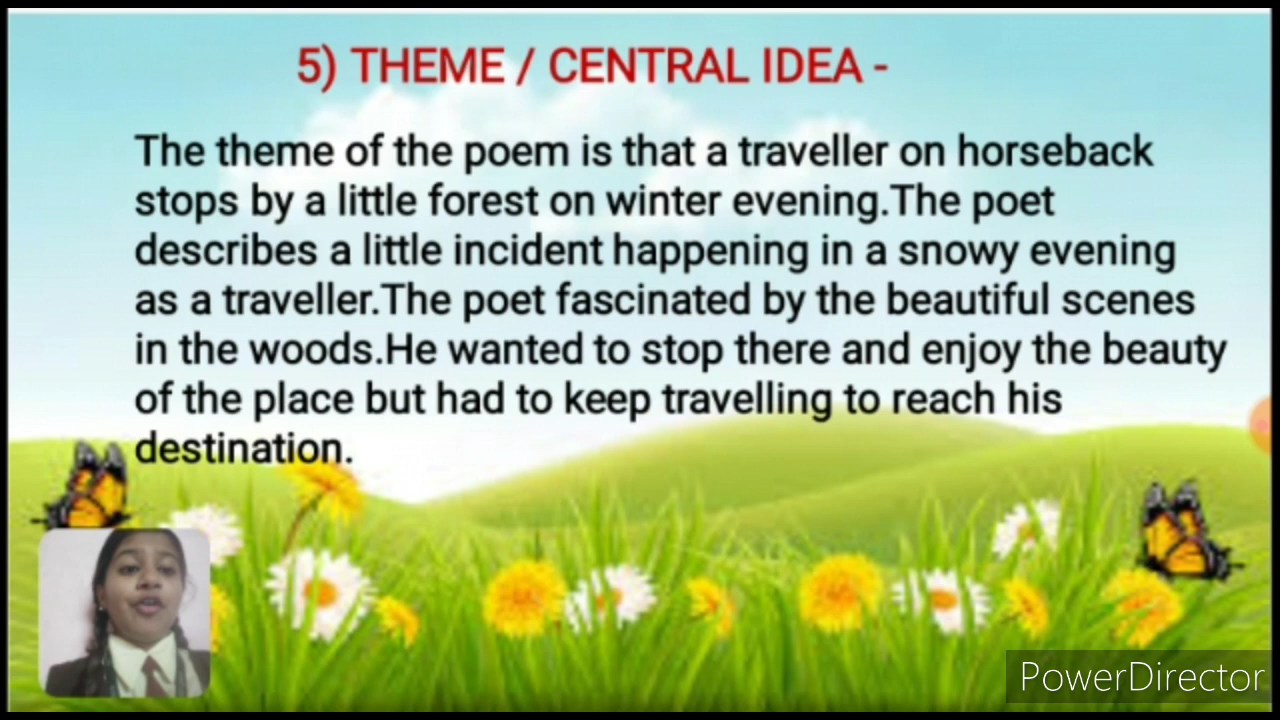 5) THEME / CENTRAL IDEA -
The theme of the poem is that a traveller on horseback
stops by a little forest on winter evening.The poet
describes a little incident happening in a snowy evening
as a traveller.The poet fascinated by the beautiful scenes
in the woods.He wanted to stop there and enjoy the beauty
of the place but had to keep travelling to reach his
destination.
PowerDirector